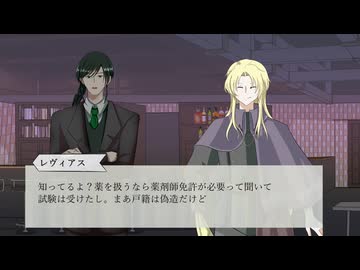 レヴィアス
知ってるよ？薬を扱うなら薬剤師免許が必要って聞いて
試験は受けたし。まあ戸籍は偽造だけど